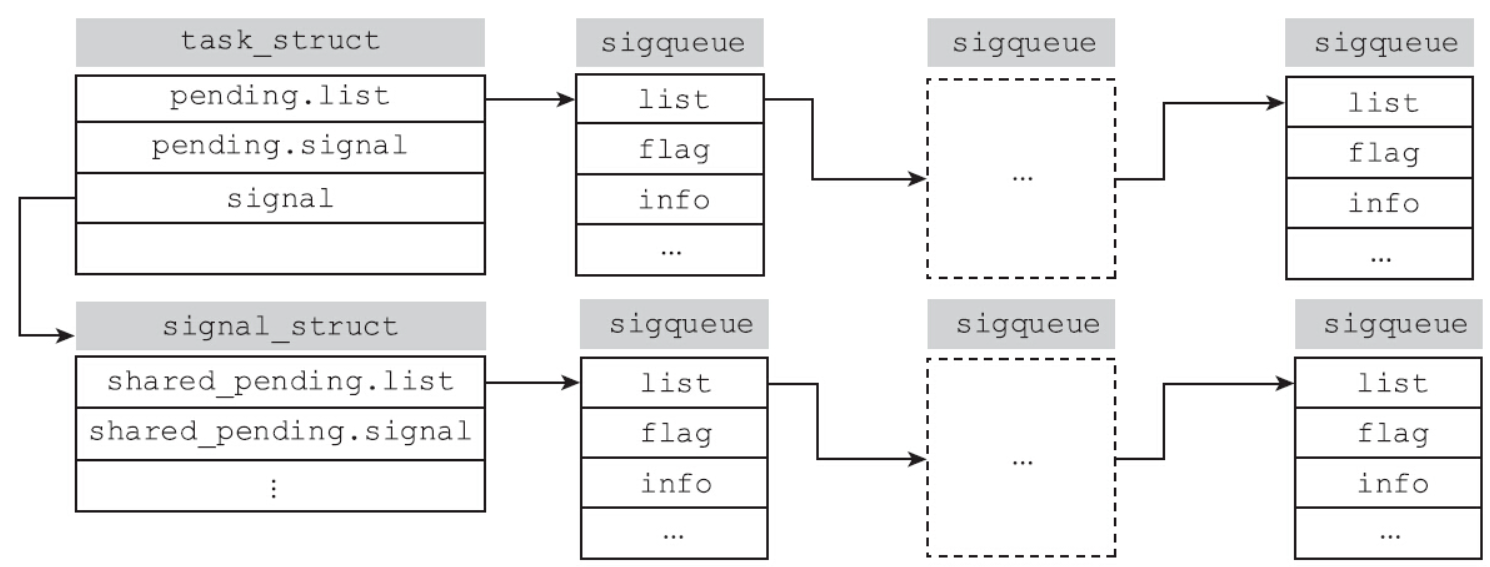 task_struct
pending.list
pending.signal
signal
sigqueue
list
flag
info
...
sigqueue
...
sigqueue
list
flag
info
...
signal_struct
shared_pending.list
shared_pending.signal
⋮
sigqueue
list
flag
info
...
sigqueue
...
sigqueue
list
flag
info
...